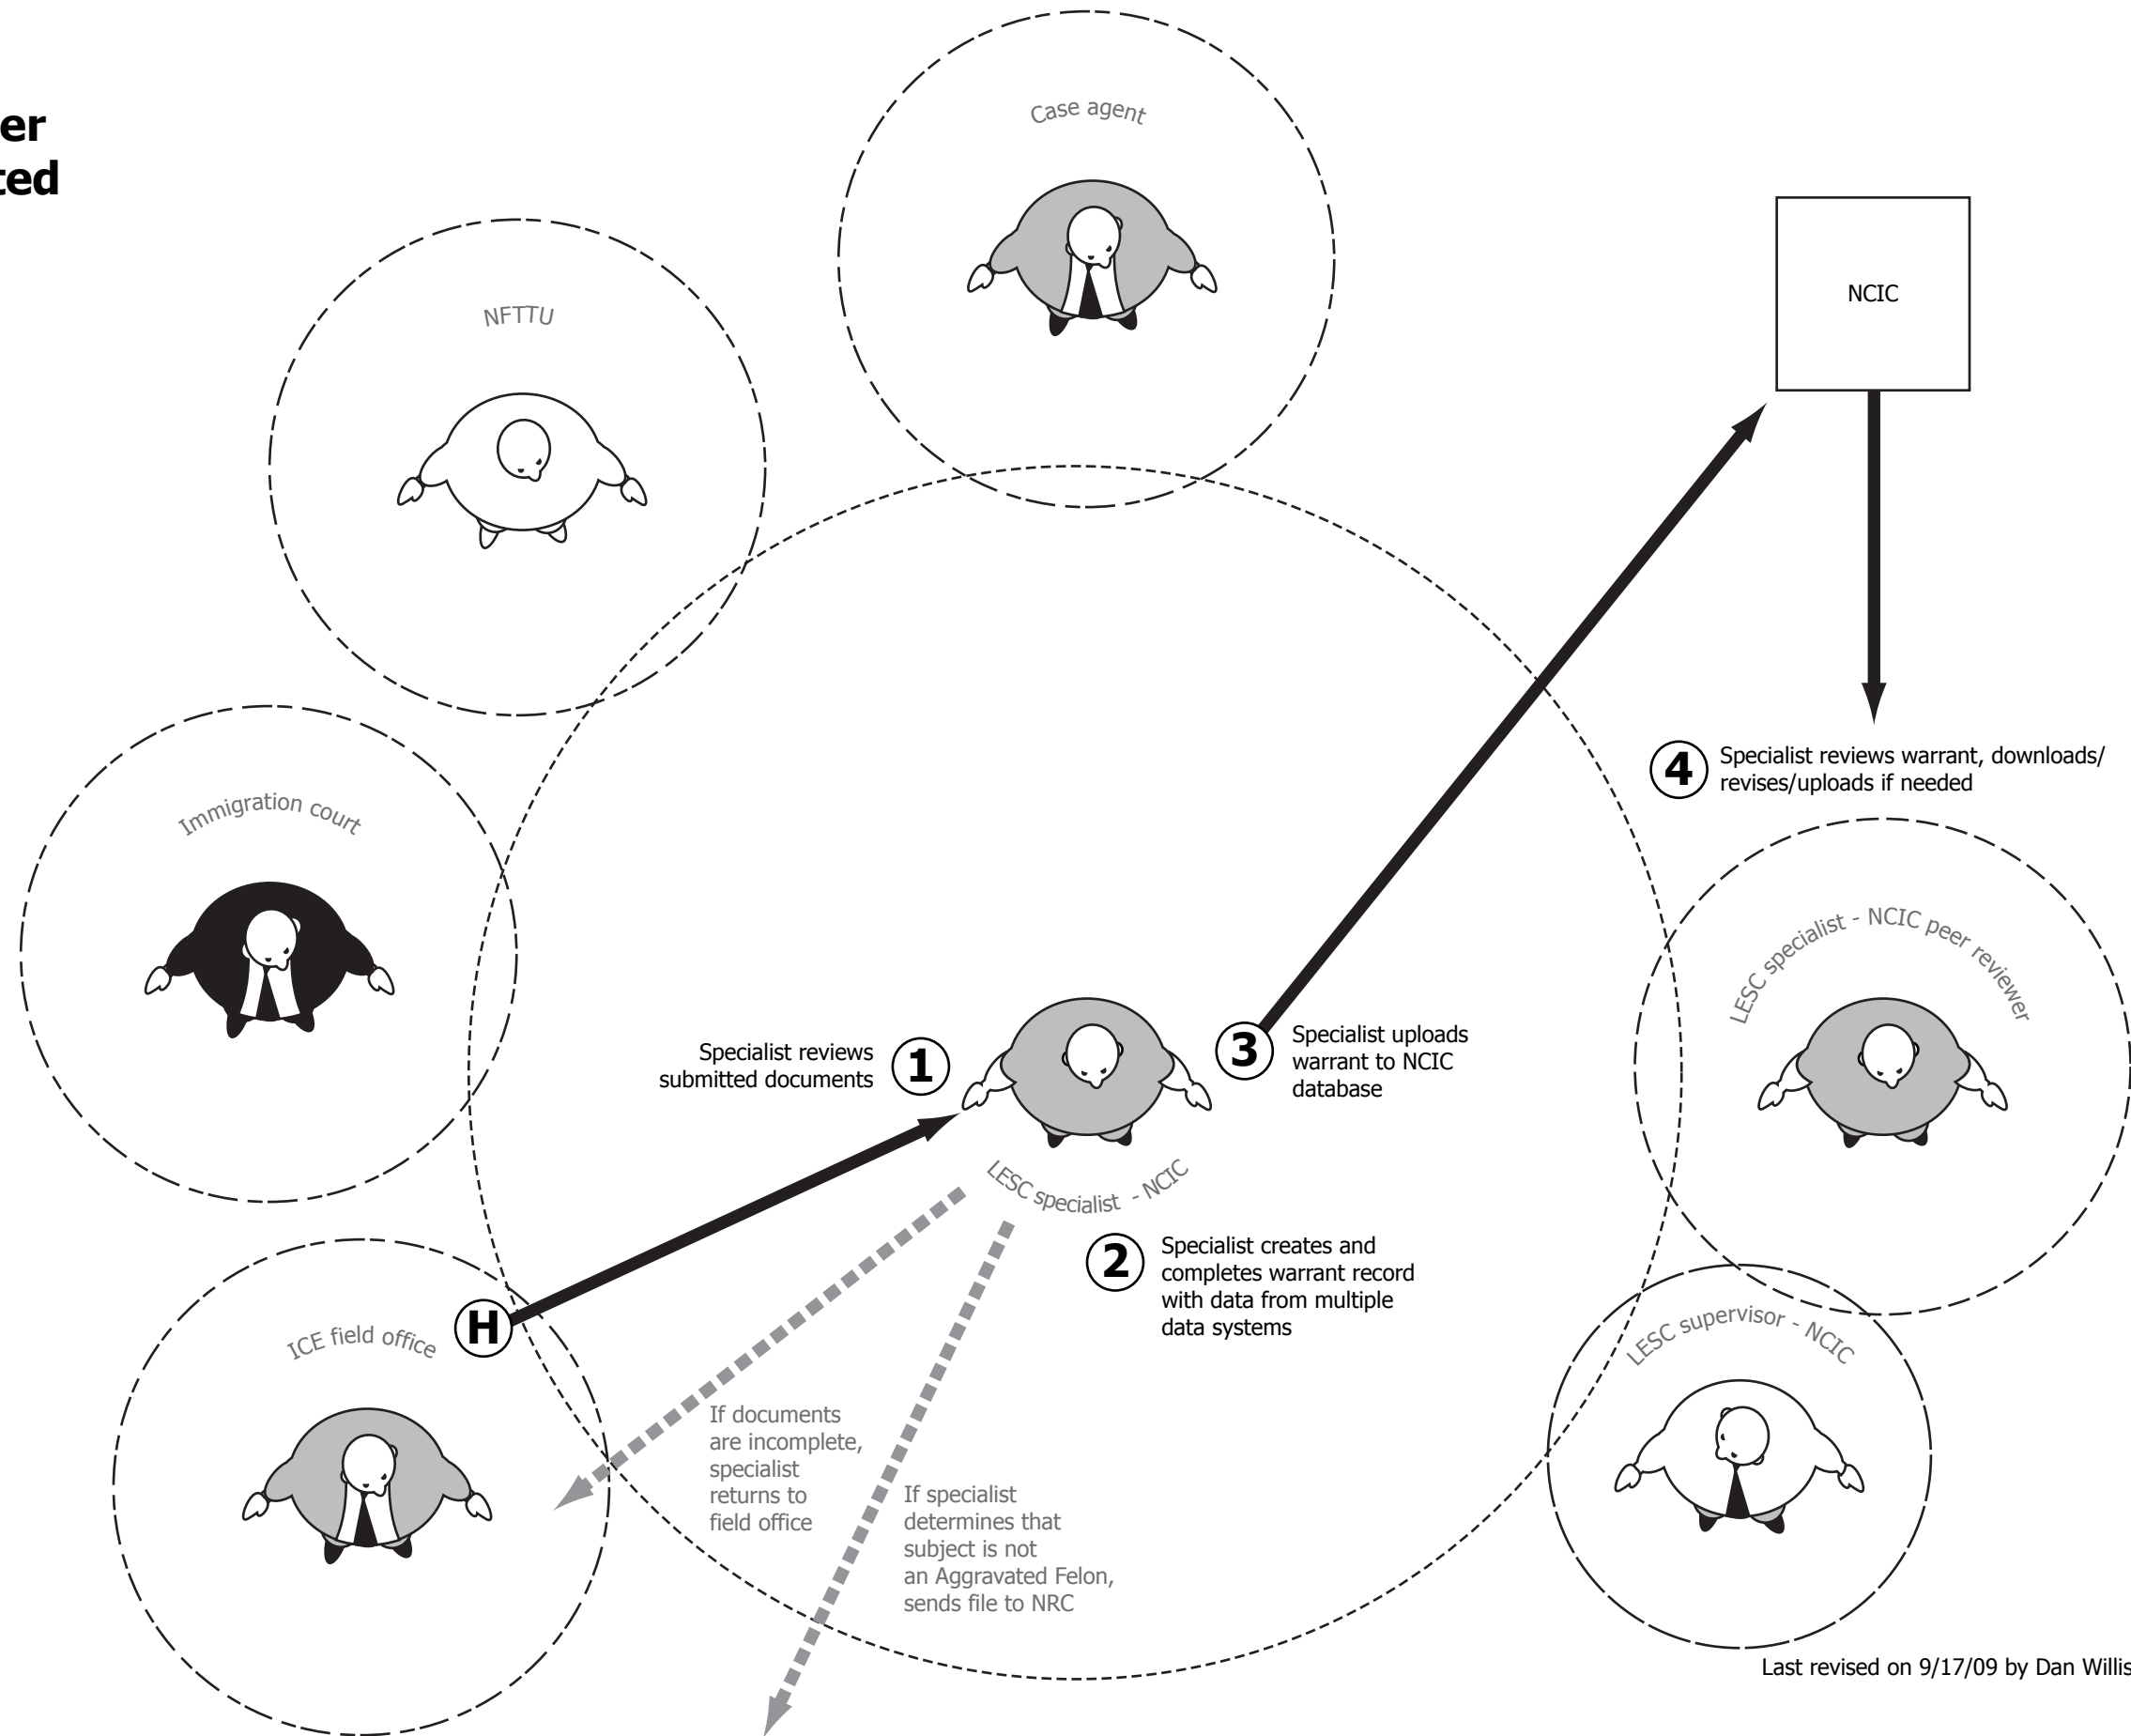 er
ted
Case agent
NCIC
NFTTU
4
Specialist reviews warrant, downloads/
revises/uploads if needed
Immigration court
LESC specialist - NCIC peer reviewer
Specialist reviews
submitted documents
1
3
Specialist uploads
warrant to NCIC
database
LESC specialist - NCIC
2
Specialist creates and
completes warrant record
with data from multiple
data systems
H
ICE field office
LESC supervisor - NCIC
If documents
are incomplete,
specialist
returns to
field office
If specialist
determines that
subject is not
an Aggravated Felon,
sends file to NRC
Last revised on 9/17/09 by Dan Willis